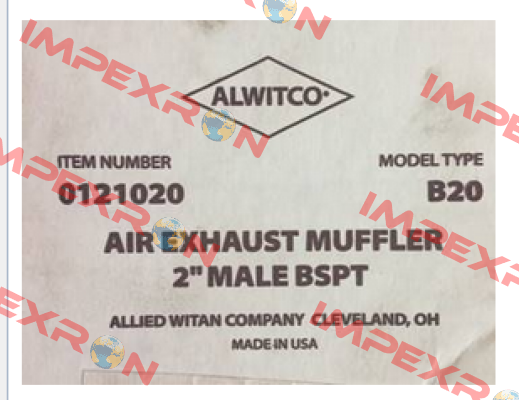 ALWITCO
ITEM NUMBER
MODEL TYPE
0121020
B20
AIR EXHAUST MUFFLER
2" MALE BSPT
ALLIED WITAN COMPANY CLEVELAND, OH
MADE IN USA
IMPEXRON
IMPEXRON
IMPEXRON